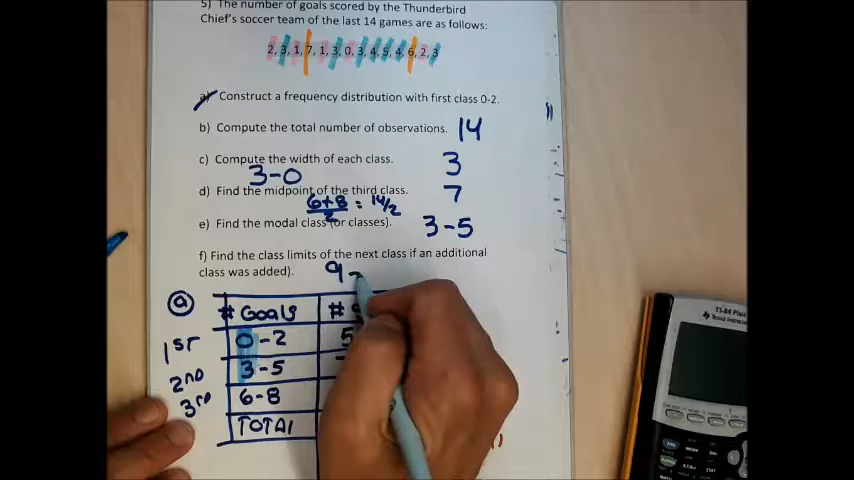 5) The number of goals scored by the Thunderbird
Chief's soccer team of the last 14 games are as follows:
2, 3, 1, 7, 1, 3, 0, 3, 4, 5, 4, 6, 2, 3
a) Construct a frequency distribution with first class 0-2.
b) Compute the total number of observations. 14
c) Compute the width of each class. 3
3-0
d) Find the midpoint of the third class. 7
6+8/2 = 14/2
e) Find the modal class (or classes). 3-5
f) Find the class limits of the next class if an additional
class was added).
9-
a # Goals #
1st 0-2 5
2nd 3-5
3rd 6-8
TOTAL
TI-84